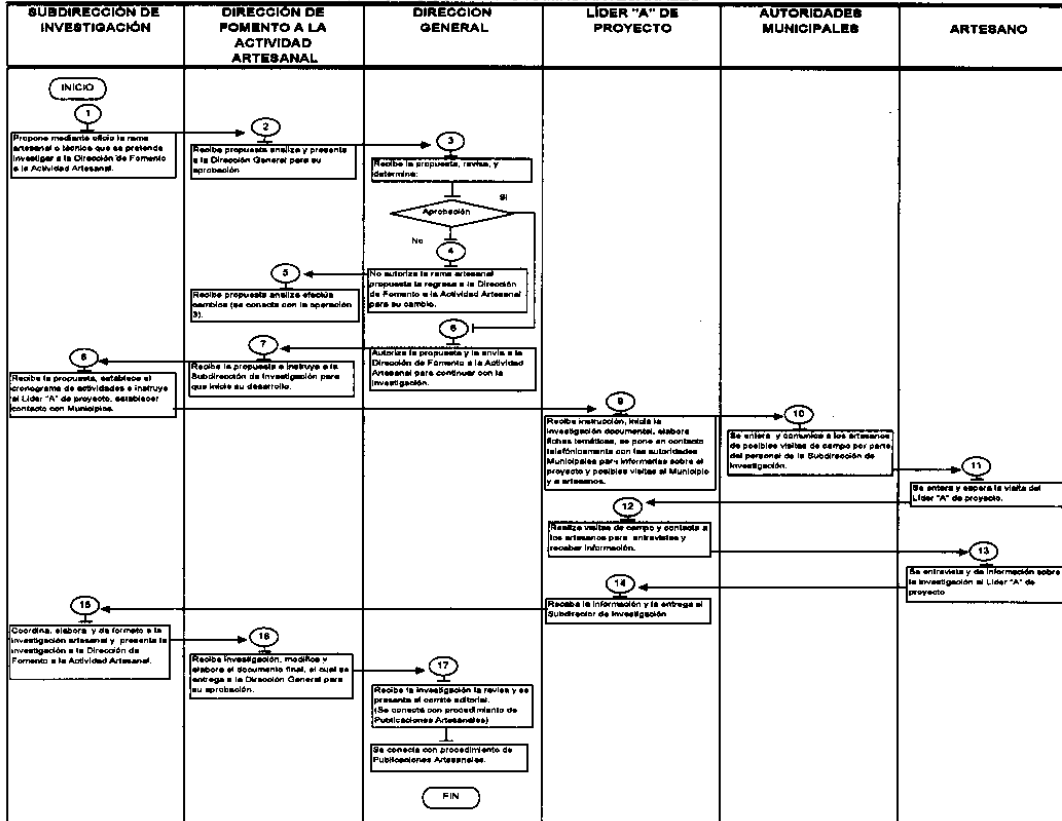 SUBDIRECCIÓN DE
INVESTIGACIÓN
DIRECCIÓN DE
FOMENTO A LA
ACTIVIDAD
ARTESANAL
DIRECCION
GENERAL
LÍDER "A" DE
PROYECTO
AUTORIDADES
MUNICIPALES
ARTESANO
INICIO
1
Propone mediante oficio la rama
artesanal o técnica que se pretende
investigar a la Dirección de Fomento
a la Actividad Artesanal.
2
Recibe propuesta analiza y presenta
a la Dirección General para su
aprobación
3
Recibe la propuesta, revisa, y
determina:
Aprobación
Si
No
4
No autoriza la rama artesanal
propuesta la regresa a la Dirección
de Fomento a la Actividad Artesanal
para su cambio.
5
Recibe propuesta analiza efectúa
cambios (se conecta con la operación
3).
6
Autoriza la propuesta y la envía a la
Dirección de Fomento a la Actividad
Artesanal para continuar con la
investigación.
7
Recibe la propuesta e instruye a la
Subdirección de Investigación para
que inicie su desarrollo.
8
Recibe la propuesta, establece el
cronograma de actividades e instruye
al Líder "A" de proyecto, establecer
contacto con Municipios.
9
Recibe instrucción, inicia la
investigación documental, elabora
fichas temáticas, se pone en contacto
telefónicamente con las autoridades
Municipales para informarles sobre el
proyecto y posibles visitas al Municipio
y a artesanos.
10
Se entera y comunica a los artesanos
de posibles visitas de campo por parte
del personal de la Subdirección de
Investigación.
11
Se entera y espera la visita del
Líder "A" de proyecto.
12
Realiza visitas de campo y contacta a
los artesanos para entrevistas y
recabar información.
13
Se entrevista y da información sobre
la investigación al Líder "A" de
proyecto
14
Recaba la información y la entrega al
Subdirector de Investigación
15
Coordina, elabora y da formato a la
investigación artesanal y presenta la
investigación a la Dirección de
Fomento a la Actividad Artesanal.
16
Recibe investigación, modifica y
elabora el documento final, el cual se
entrega a la Dirección General para
su aprobación.
17
Recibe la investigación la revisa y se
presenta al comité editorial.
(Se conecta con procedimiento de
Publicaciones Artesanales)
Se conecta con procedimiento de
Publicaciones Artesanales.
FIN